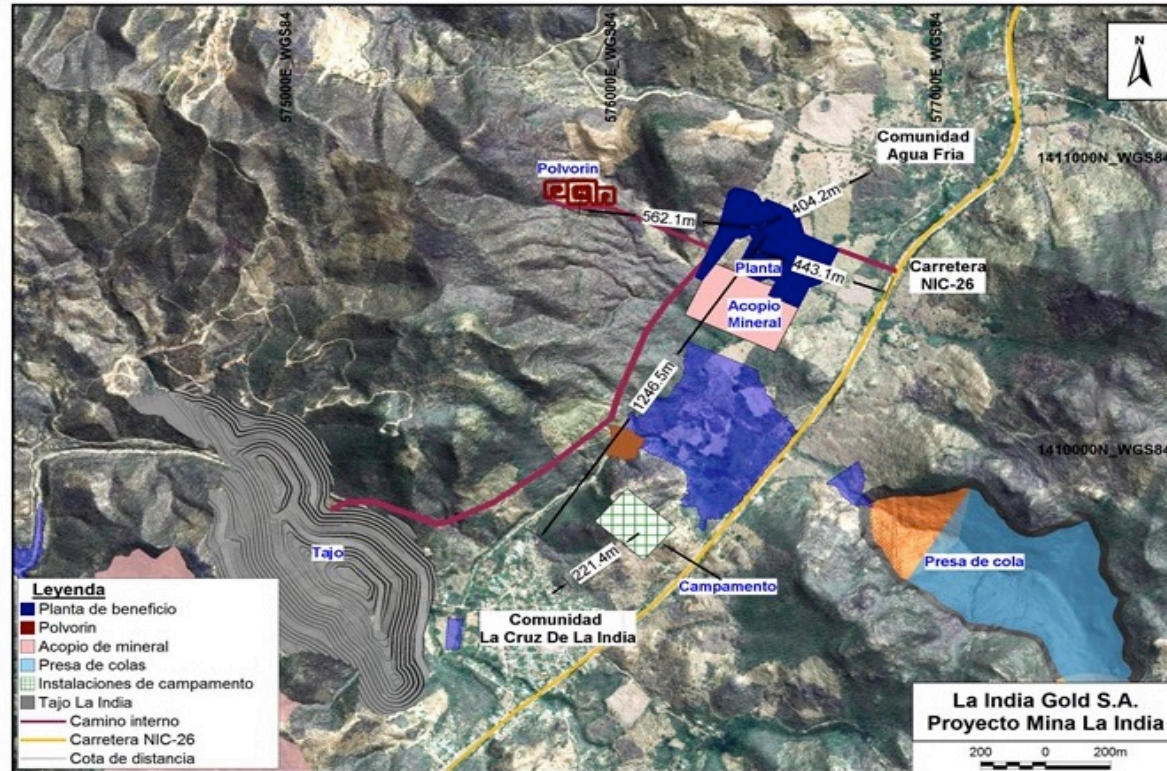 575000E_WGS84
576000E_WGS84
577000E_WGS84
N
Comunidad
Agua Fria
1411000N_WGS84
Polvorin
562.1m
404.2m
Planta
443.1m
Carretera
NIC-26
Acopio
Mineral
1246.5m
1410000N_WGS84
Tajo
Presa de cola
221.4m
Campamento
Comunidad
La Cruz De La India
Leyenda
Planta de beneficio
Polvorin
Acopio de mineral
Presa de colas
Instalaciones de campamento
Tajo La India
Camino interno
Carretera NIC-26
Cota de distancia
La India Gold S.A.
Proyecto Mina La India
200 0 200m